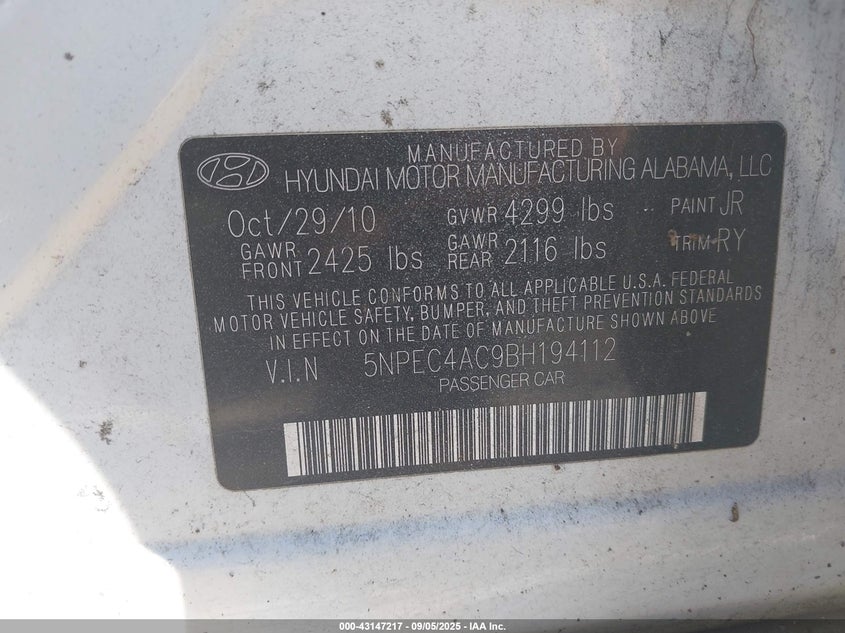 MANUFACTURED BY
HYUNDAI MOTOR MANUFACTURING ALABAMA, LLC
Oct/29/10 GVWR 4299 lbs PAINT JR
GAWR FRONT 2425 lbs GAWR REAR 2116 lbs TRIM RY
THIS VEHICLE CONFORMS TO ALL APPLICABLE U.S.A. FEDERAL
MOTOR VEHICLE SAFETY, BUMPER, AND THEFT PREVENTION STANDARDS
IN EFFECT ON THE DATE OF MANUFACTURE SHOWN ABOVE
V.I.N 5NPEC4AC9BH194112
PASSENGER CAR
000-43147217 - 09/05/2025 - IAA Inc.